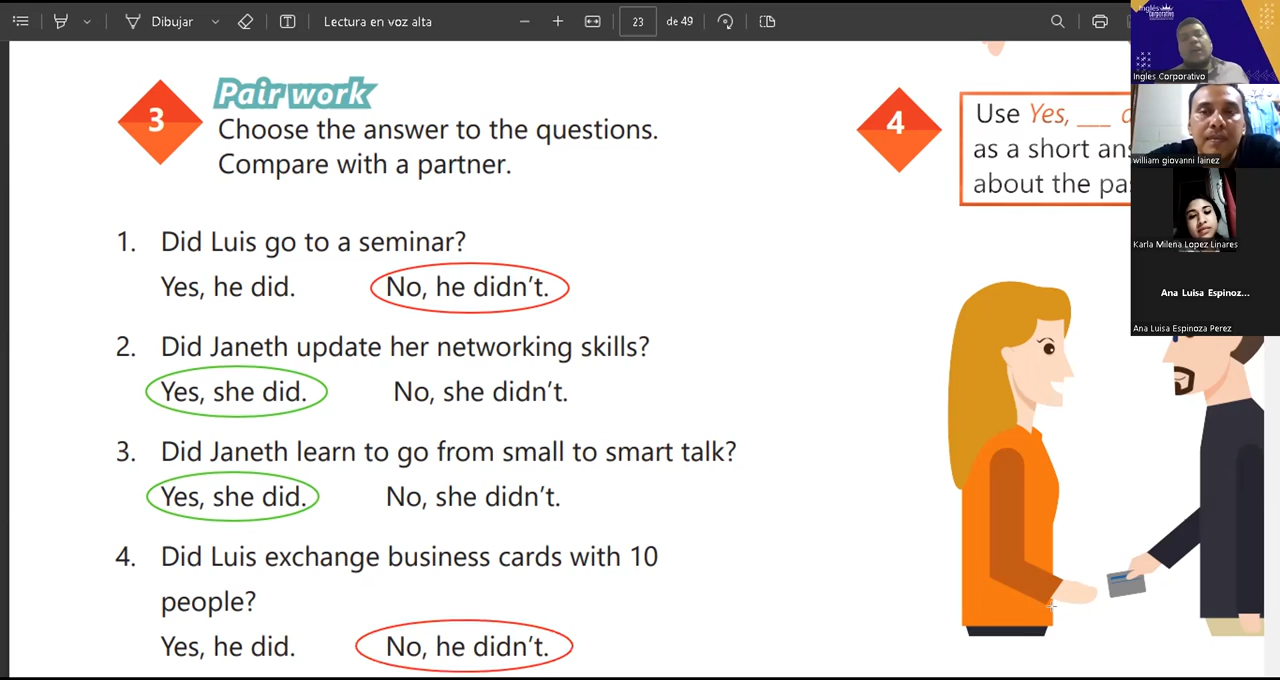 Dibujar
Lectura en voz alta
23
de 49
Inglés
Corporativo
Ingles Corporativo
william giovanni lainez
Karla Milena Lopez Linares
Ana Luisa Espinoz...
Ana Luisa Espinoza Perez
3
Pair work
Choose the answer to the questions.
Compare with a partner.
1. Did Luis go to a seminar?
Yes, he did. No, he didn't.
2. Did Janeth update her networking skills?
Yes, she did. No, she didn't.
3. Did Janeth learn to go from small to smart talk?
Yes, she did. No, she didn't.
4. Did Luis exchange business cards with 10
people?
Yes, he did. No, he didn't.
4
Use Yes, ___
as a short
about the